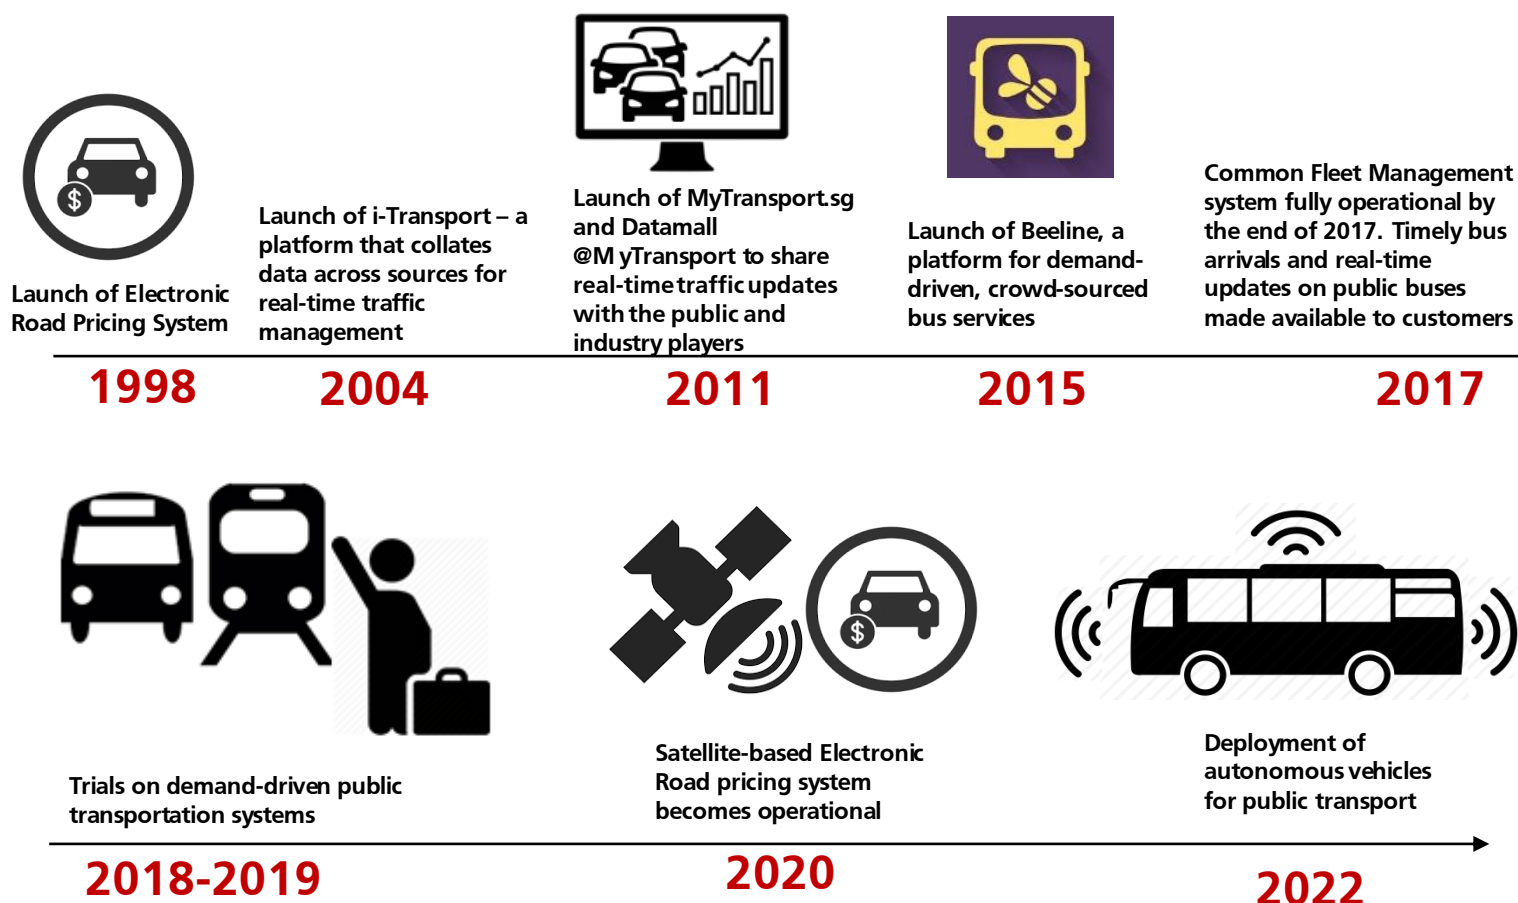 Launch of Electronic
Road Pricing System
1998
Launch of i-Transport – a
platform that collates
data across sources for
real-time traffic
management
2004
Launch of MyTransport.sg
and Datamall
@M yTransport to share
real-time traffic updates
with the public and
industry players
2011
Launch of Beeline, a
platform for demand-
driven, crowd-sourced
bus services
2015
Common Fleet Management
system fully operational by
the end of 2017. Timely bus
arrivals and real-time
updates on public buses
made available to customers
2017
$
Trials on demand-driven public
transportation systems
2018-2019
$
Satellite-based Electronic
Road pricing system
becomes operational
2020
Deployment of
autonomous vehicles
for public transport
2022